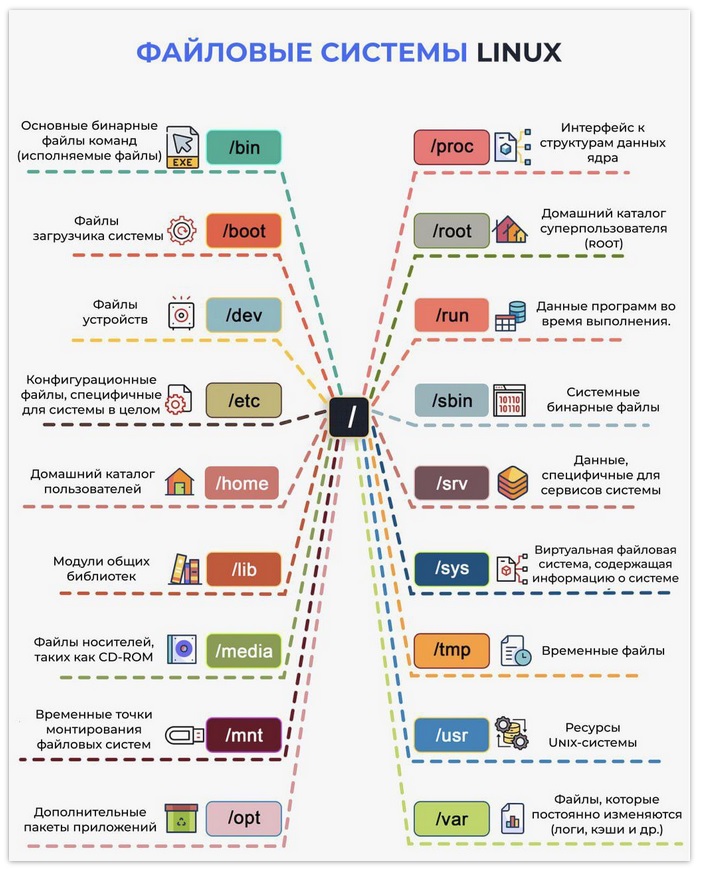 ФАЙЛОВЫЕ СИСТЕМЫ LINUX
Основные бинарные
файлы команд
(исполняемые файлы)
EXE
/bin
Файлы
загрузчика системы
/boot
Файлы
устройств
/dev
Конфигурационные
файлы, специфичные
для системы в целом
/etc
Домашний каталог
пользователей
/home
Модули общих
библиотек
/lib
Файлы носителей,
таких как CD-ROM
/media
Временные точки
монтирования
файловых систем
/mnt
Дополнительные
пакеты приложений
/opt
/
/proc
Интерфейс к
структурам данных
ядра
/root
Домашний каталог
суперпользователя
(ROOT)
/run
Данные программ во
время выполнения.
/sbin
10110
10110
Системные
бинарные файлы
/srv
Данные,
специфичные для
сервисов системы
/sys
Виртуальная файловая
система, содержащая
информацию о системе
/tmp
Временные файлы
/usr
Ресурсы
UNIX-системы
/var
Файлы, которые
постоянно изменяются
(логи, кэши и др.)